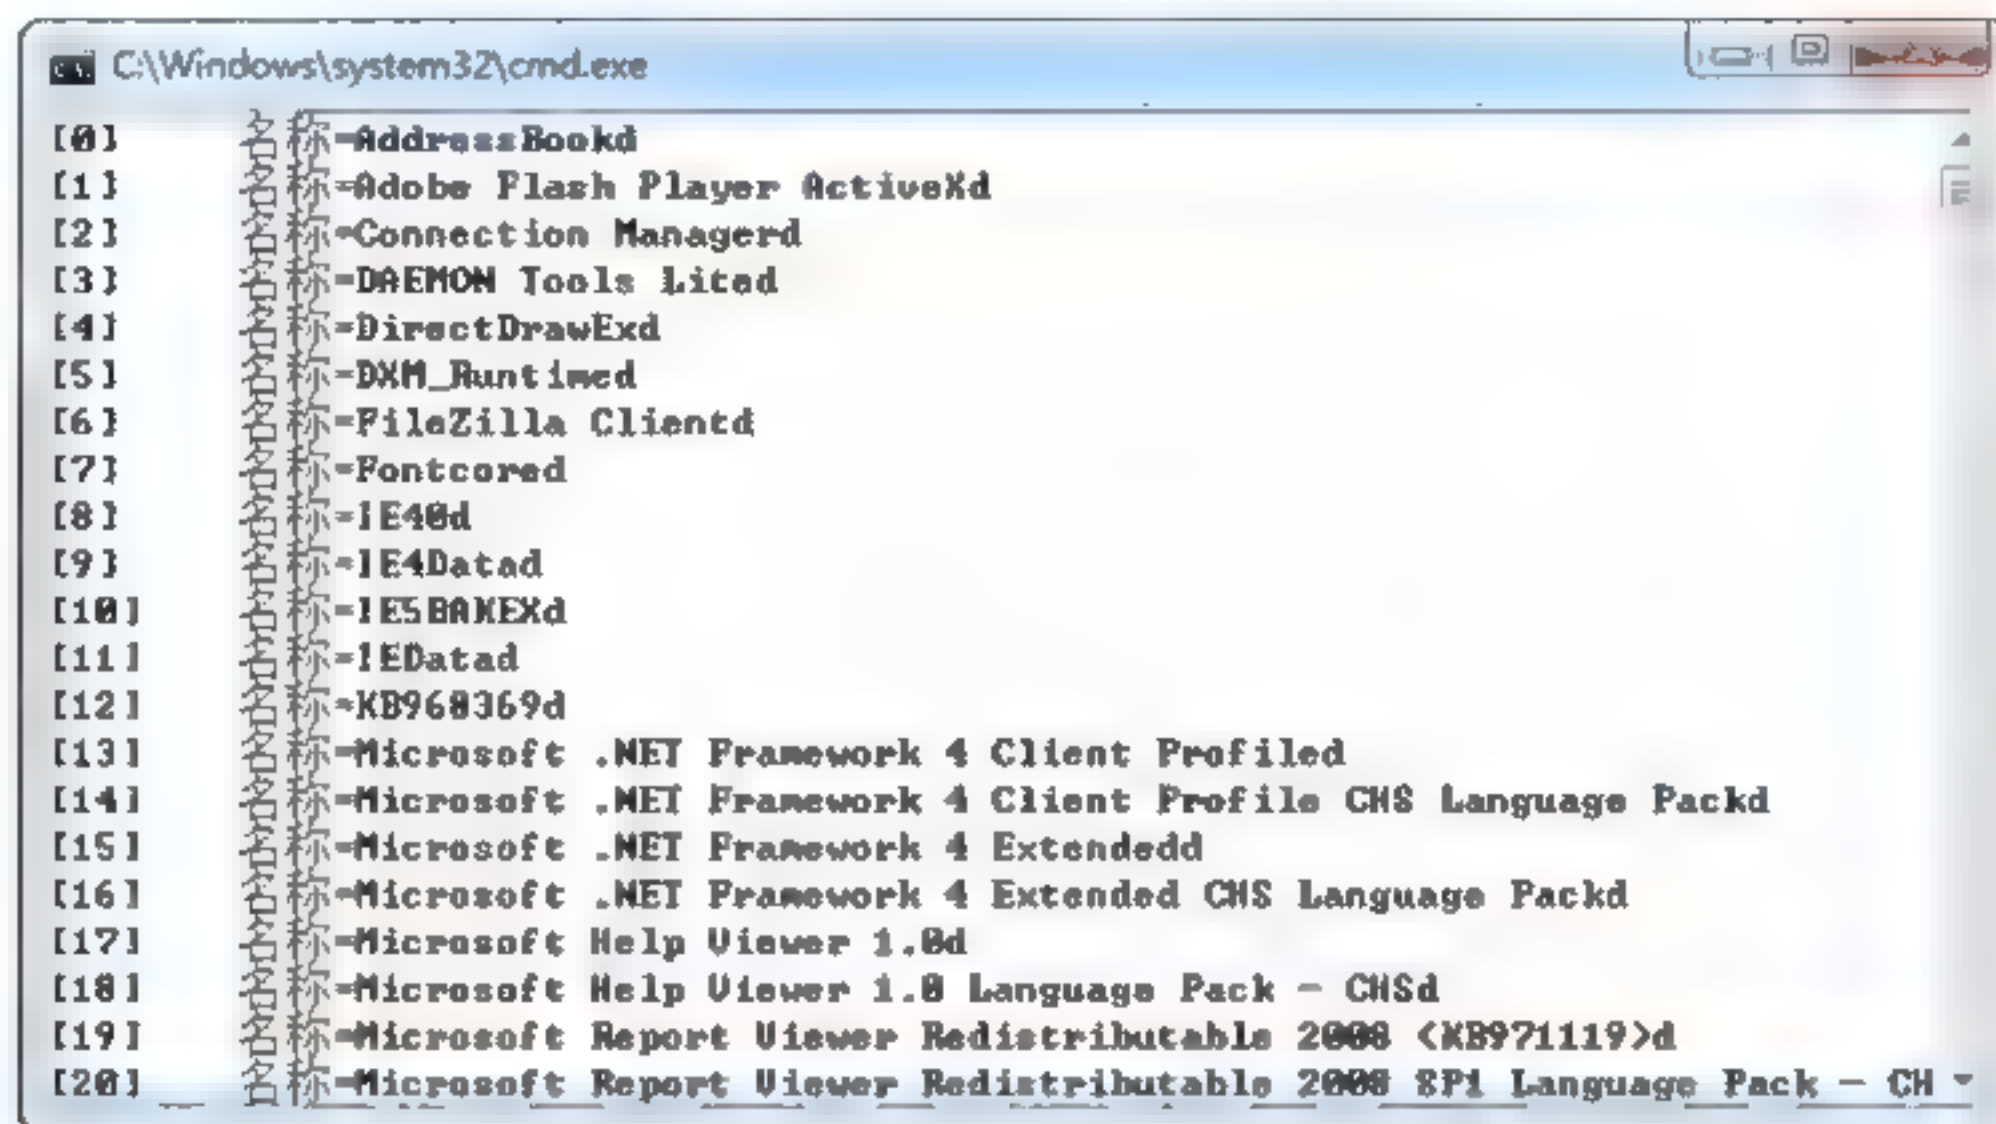 C:\Windows\system32\cmd.exe
[0] 名称=AddressBookd
[1] 名称=Adobe Flash Player ActiveXd
[2] 名称=Connection Managerd
[3] 名称=DAEMON Tools Lited
[4] 名称=DirectDrawExd
[5] 名称=DXM_Runtimed
[6] 名称=FileZilla Clientd
[7] 名称=Fontcored
[8] 名称=IE40d
[9] 名称=IE4Datad
[10] 名称=IE5BAKEXd
[11] 名称=IEDatad
[12] 名称=KB960369d
[13] 名称=Microsoft .NET Framework 4 Client Profiled
[14] 名称=Microsoft .NET Framework 4 Client Profile CHS Language Packd
[15] 名称=Microsoft .NET Framework 4 Extendedd
[16] 名称=Microsoft .NET Framework 4 Extended CHS Language Packd
[17] 名称=Microsoft Help Viewer 1.0d
[18] 名称=Microsoft Help Viewer 1.0 Language Pack - CHSd
[19] 名称=Microsoft Report Viewer Redistributable 2008 (KB971119)d
[20] 名称=Microsoft Report Viewer Redistributable 2008 SP1 Language Pack - CH